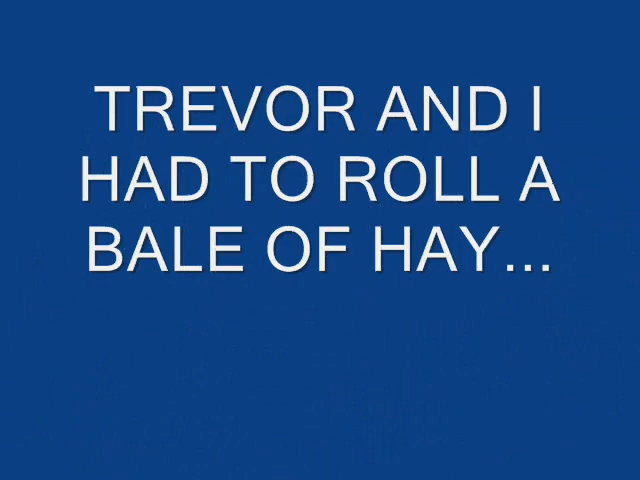 TREVOR AND I
HAD TO ROLL A
BALE OF HAY...